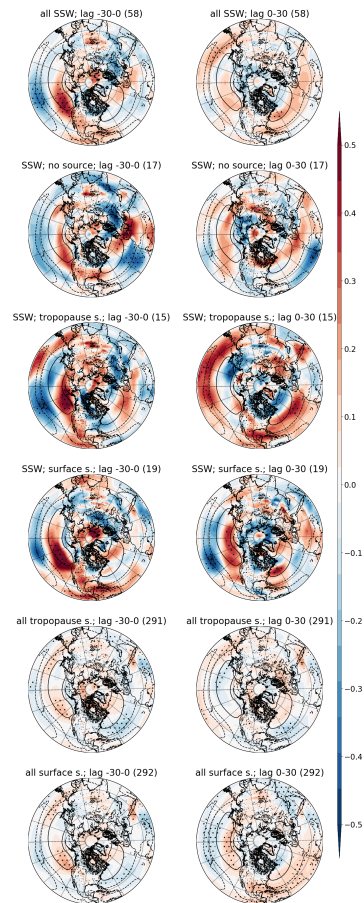 all SSW; lag -30-0 (58)
all SSW; lag 0-30 (58)
SSW; no source; lag -30-0 (17)
SSW; no source; lag 0-30 (17)
SSW; tropopause s.; lag -30-0 (15)
SSW; tropopause s.; lag 0-30 (15)
SSW; surface s.; lag -30-0 (19)
SSW; surface s.; lag 0-30 (19)
all tropopause s.; lag -30-0 (291)
all tropopause s.; lag 0-30 (291)
all surface s.; lag -30-0 (292)
all surface s.; lag 0-30 (292)
0.5
0.3
0.2
0.1
0.0
−0.1
−0.2
−0.3
−0.4
−0.5